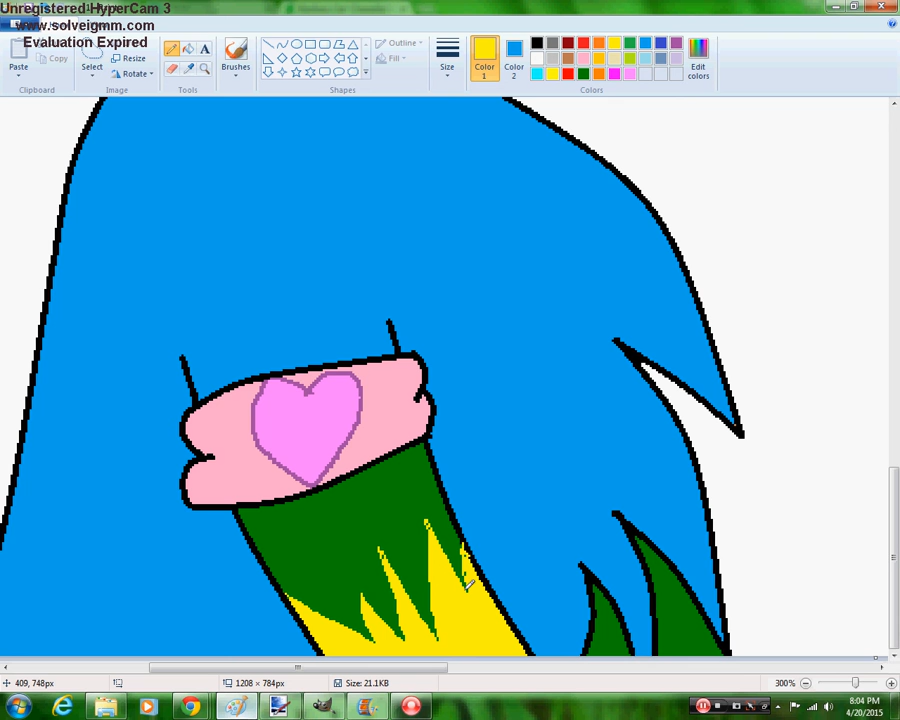 Unregistered HyperCam 3
www.solveigmm.com
Evaluation Expired
Paste
Copy
Select
Resize
Rotate
Brushes
Outline
Fill
Size
Color 1
Color 2
Edit colors
Clipboard
Image
Tools
Shapes
Colors
409, 748px
1208 × 784px
Size: 21.1KB
300%
8:04 PM
4/20/2015